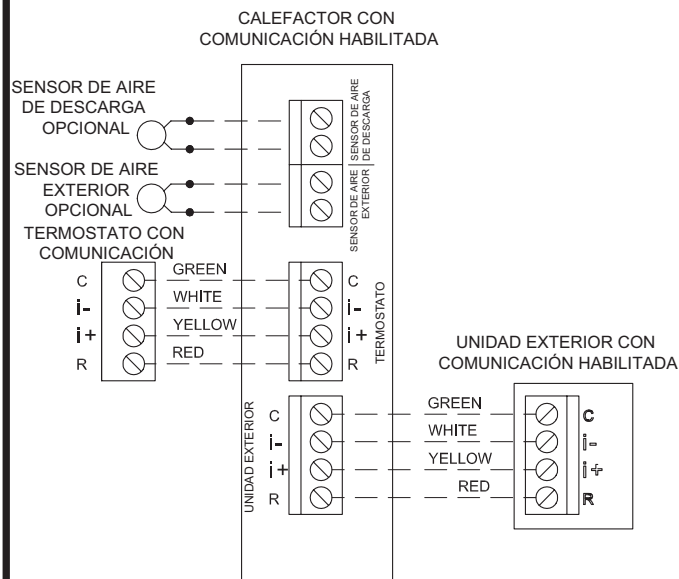 CALEFACTOR CON
COMUNICACIÓN HABILITADA
SENSOR DE AIRE
DE DESCARGA
OPCIONAL
SENSOR DE AIRE
DE DESCARGA
SENSOR DE AIRE
EXTERIOR
OPCIONAL
SENSOR DE AIRE
EXTERIOR
TERMOSTATO CON
COMUNICACIÓN
C GREEN C
i- WHITE i-
i+ YELLOW i+
R RED R
TERMOSTATO
UNIDAD EXTERIOR CON
COMUNICACIÓN HABILITADA
UNIDAD EXTERIOR
C GREEN C
i- WHITE i-
i+ YELLOW i+
R RED R